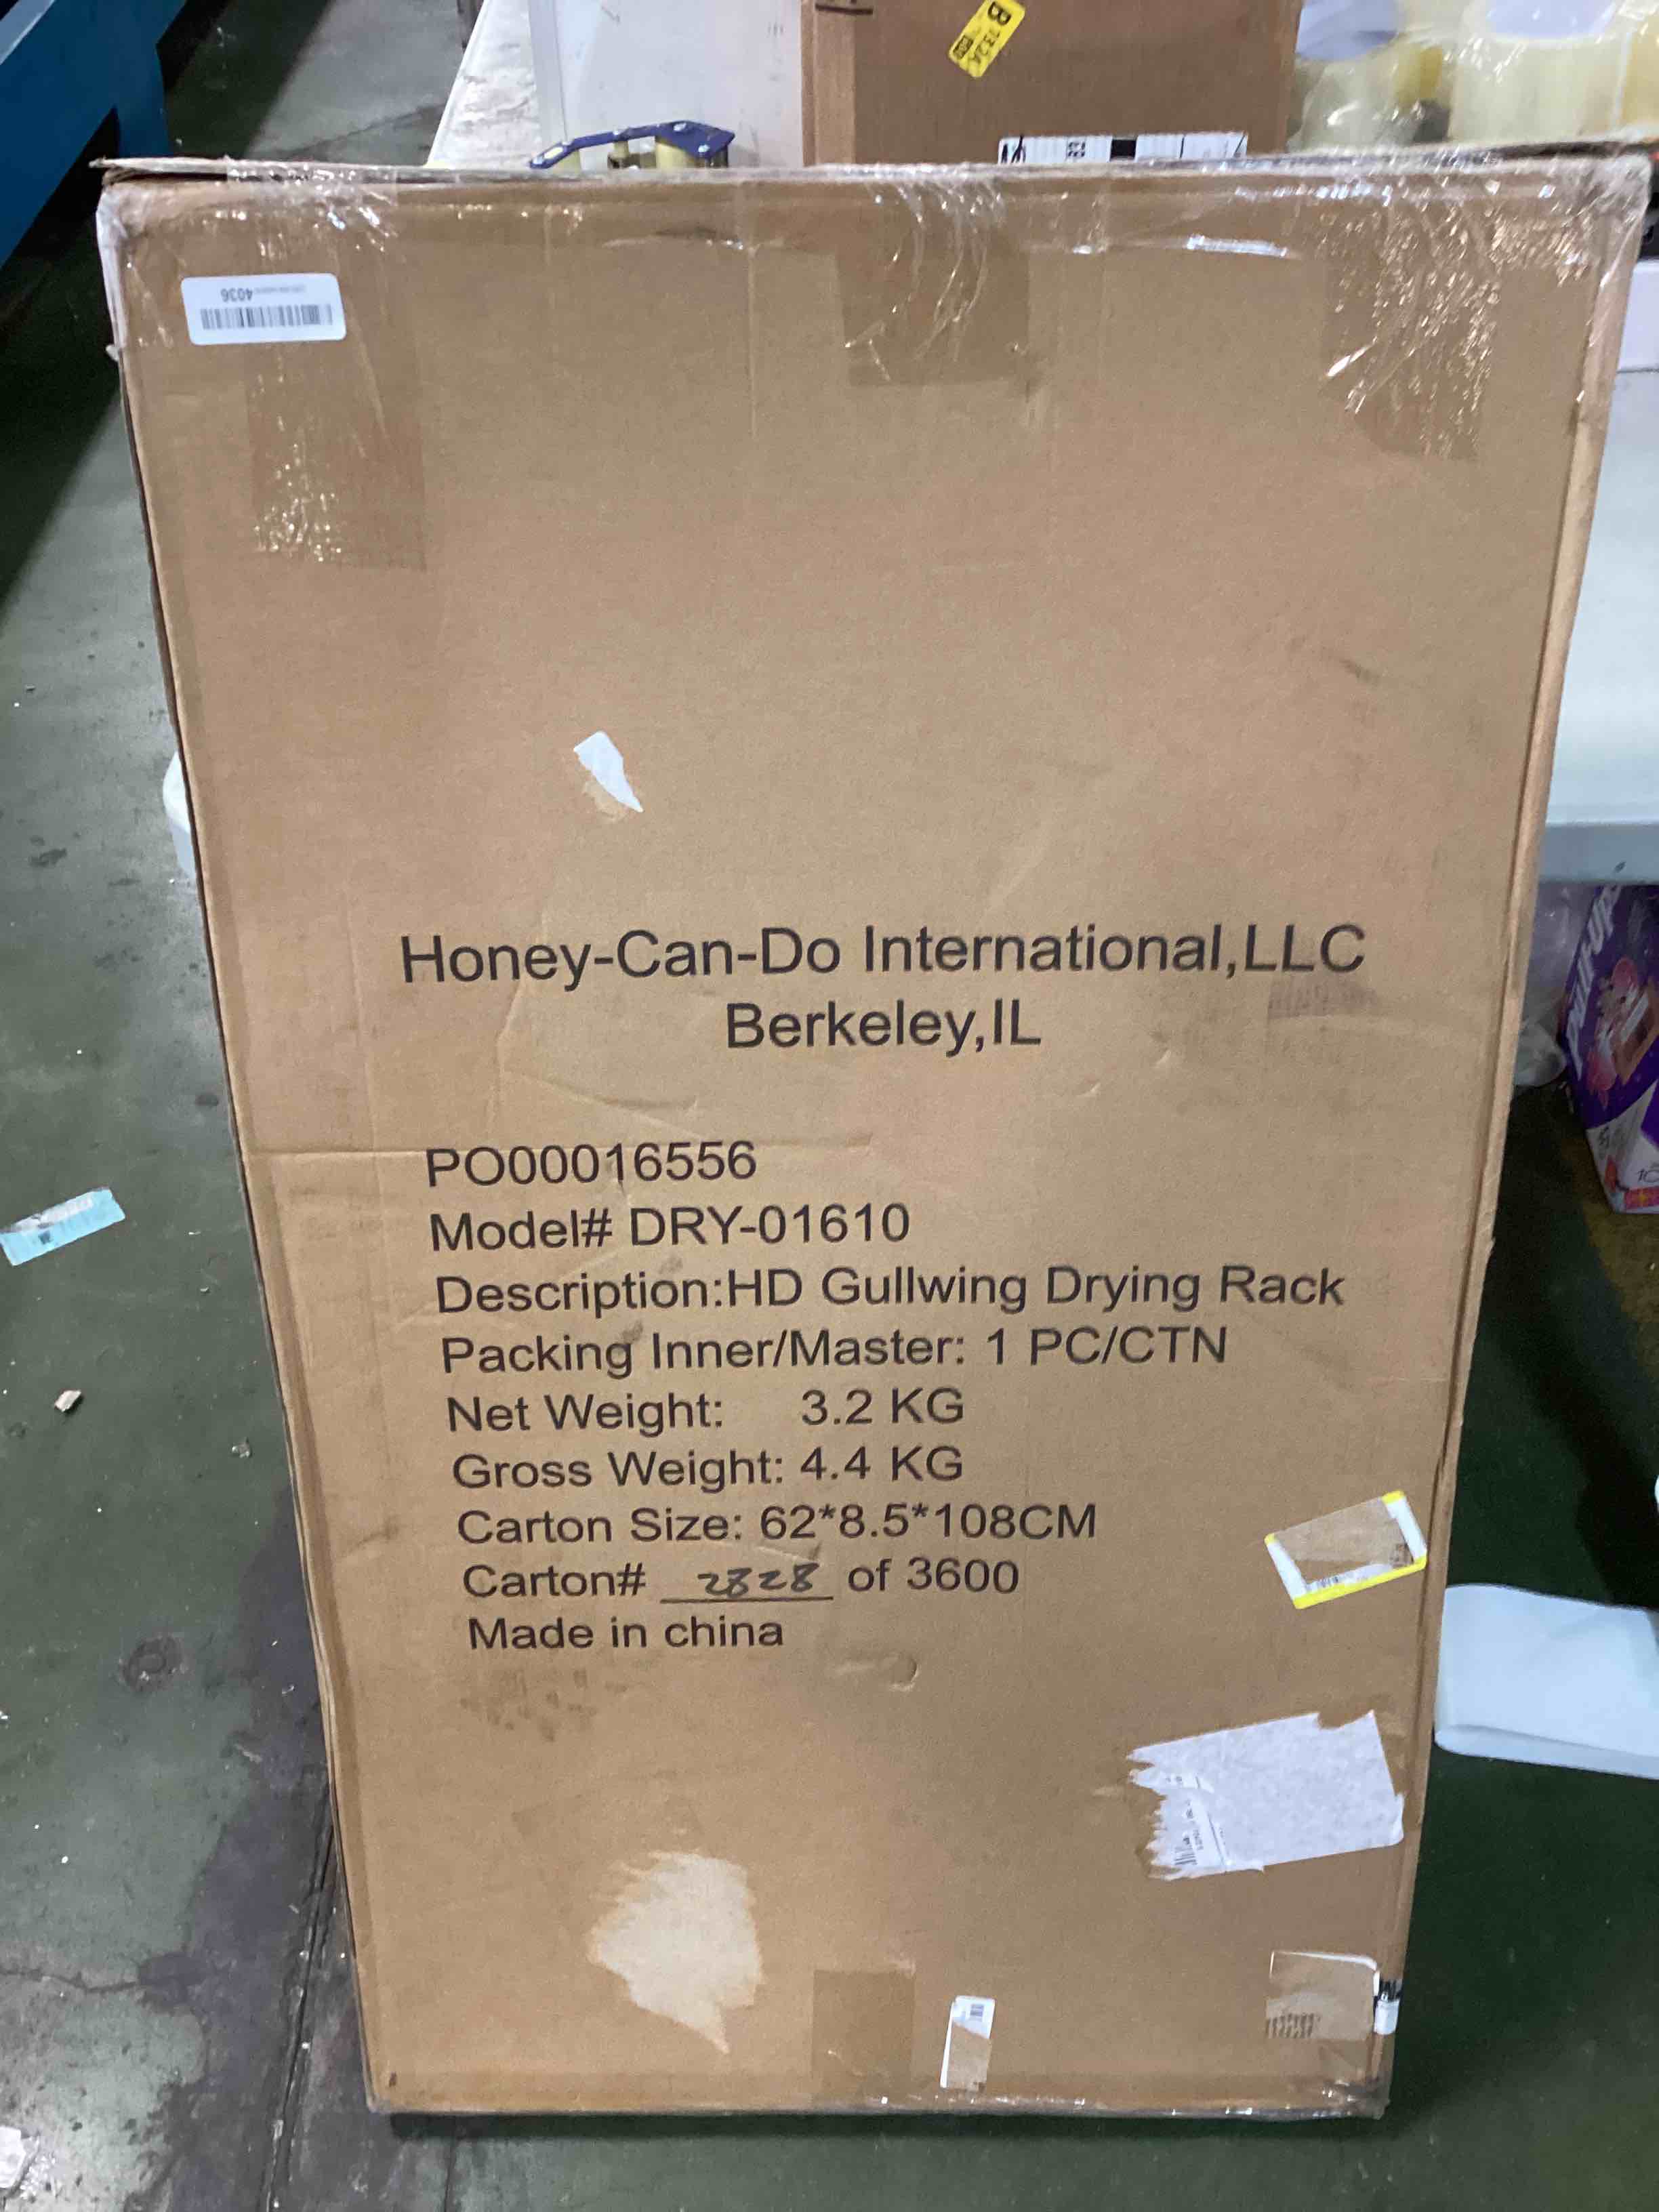 B
13.2A
4036
Honey-Can-Do International,LLC
Berkeley,IL
PO00016556
Model# DRY-01610
Description:HD Gullwing Drying Rack
Packing Inner/Master: 1 PC/CTN
Net Weight: 3.2 KG
Gross Weight: 4.4 KG
Carton Size: 62*8.5*108CM
Carton# 2828 of 3600
Made in china